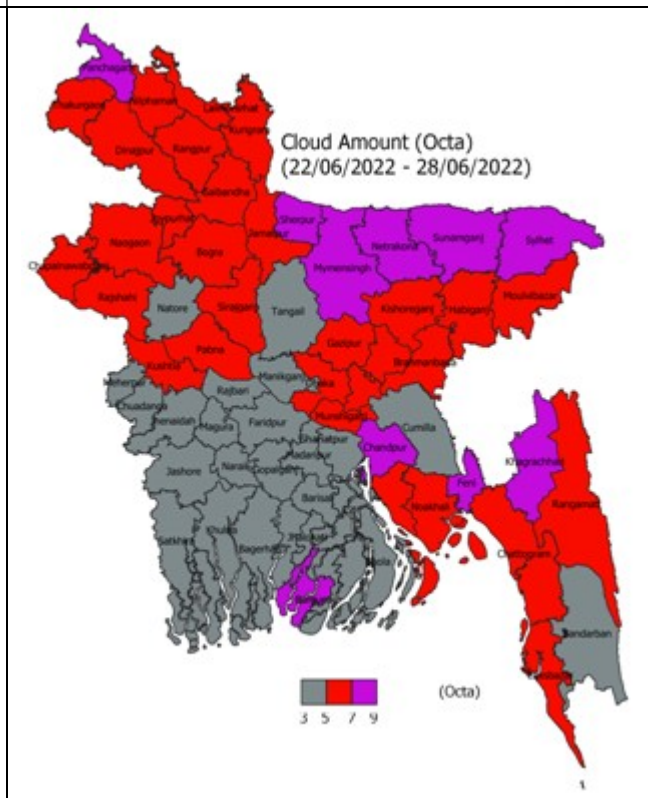 Panchagarh
Thakurgaon
Nilphamari
Lalmonirhat
Kurigram
Dinajpur
Rangpur
Cloud Amount (Octa)
(22/06/2022 - 28/06/2022)
Gaibandha
Joypurhat
Sherpur
Jamalpur
Naogaon
Bogra
Netrakona
Sunamganj
Sylhet
Mymensingh
Chapainawabganj
Rajshahi
Natore
Sirajganj
Tangail
Kishoreganj
Habiganj
Moulvibazar
Pabna
Gazipur
Kushtia
Meherpur
Manikganj
Dhaka
Rajbari
Chuadanga
Jhenaidah
Magura
Faridpur
Munshiganj
Cumilla
Shariatpur
Chandpur
Madaripur
Khagrachhari
Jashore
Narail
Gopalganj
Feni
Barisal
Noakhali
Rangamati
Satkhira
Khulna
Bagerhat
Jhalokati
Bhola
Chattogram
Barguna
Bandarban
(Octa)
3 5 7 9